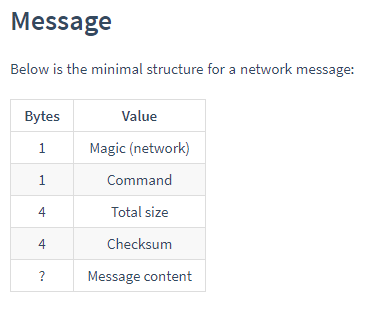 Message
Below is the minimal structure for a network message:
Bytes Value
1 Magic (network)
1 Command
4 Total size
4 Checksum
? Message content